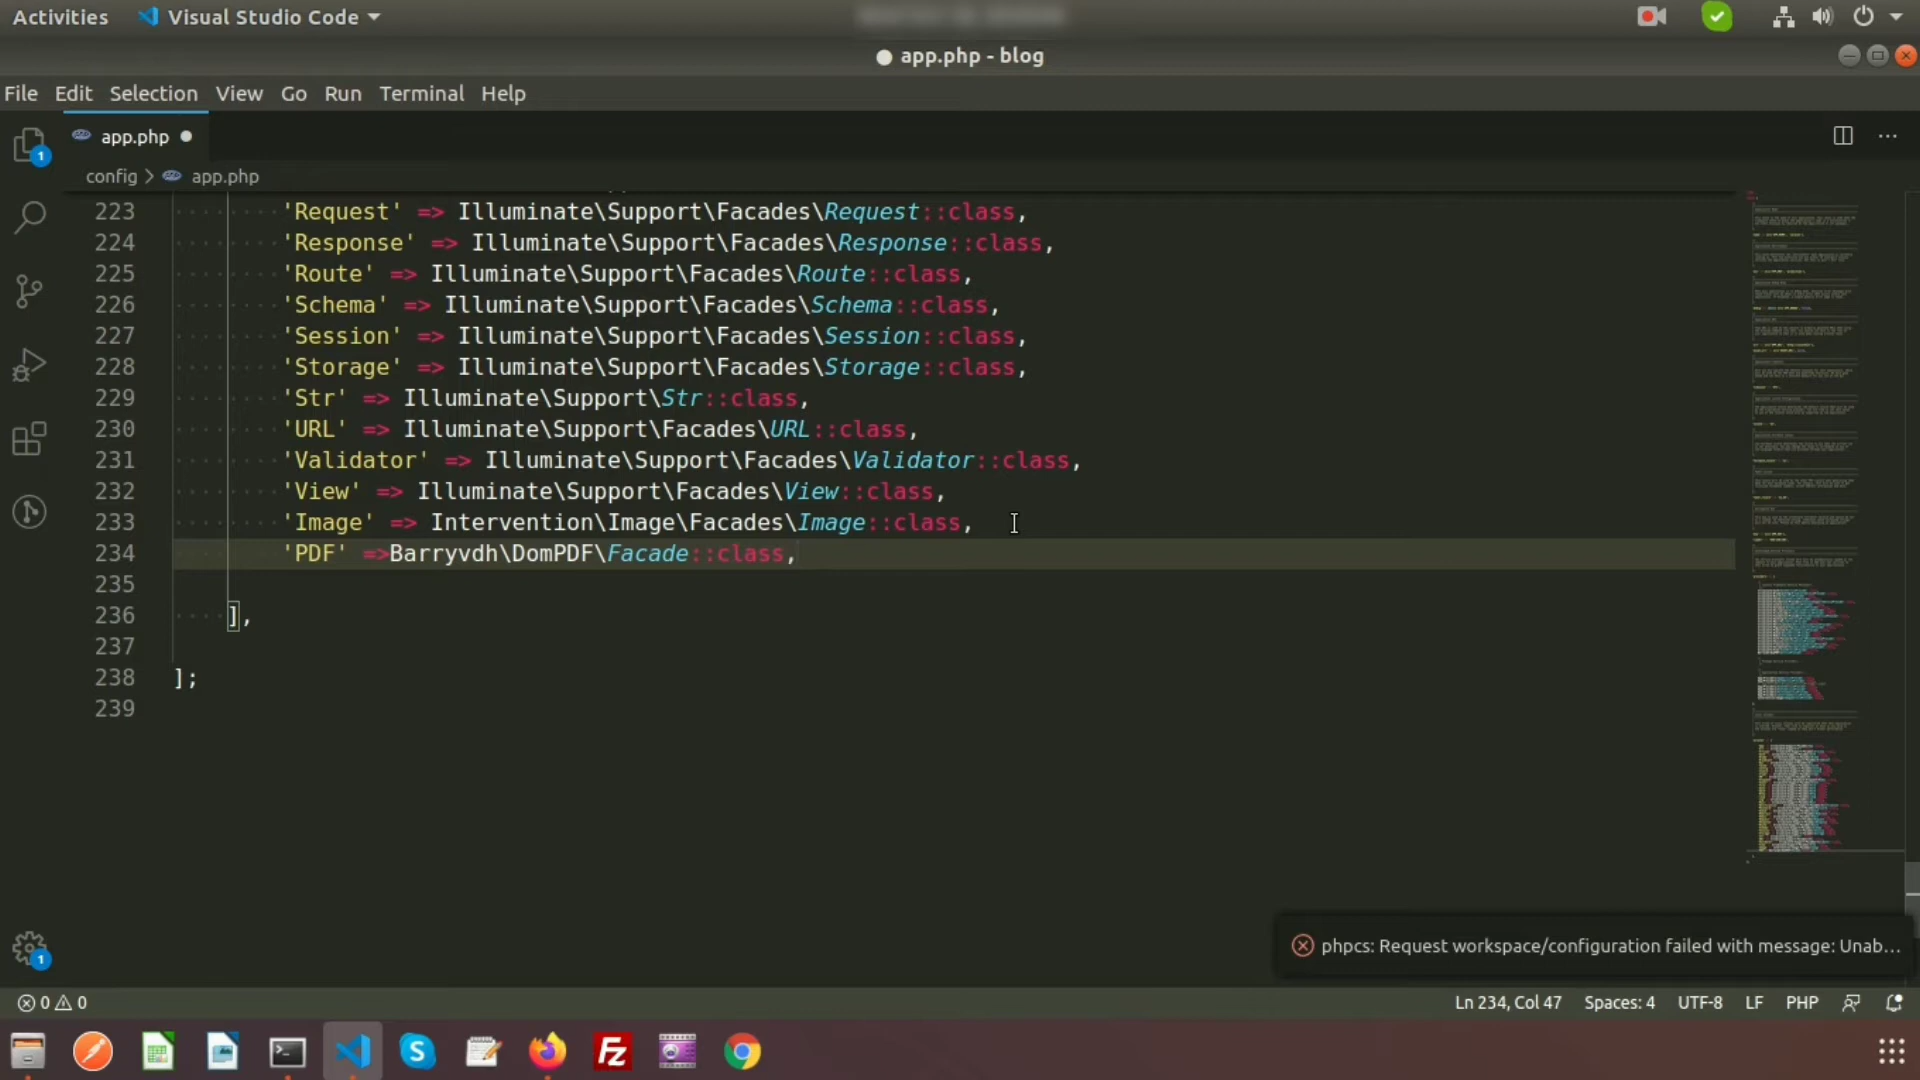 Activities Visual Studio Code
app.php - blog
File Edit Selection View Go Run Terminal Help
app.php
config > app.php
223 'Request' => Illuminate\Support\Facades\Request::class,
224 'Response' => Illuminate\Support\Facades\Response::class,
225 'Route' => Illuminate\Support\Facades\Route::class,
226 'Schema' => Illuminate\Support\Facades\Schema::class,
227 'Session' => Illuminate\Support\Facades\Session::class,
228 'Storage' => Illuminate\Support\Facades\Storage::class,
229 'Str' => Illuminate\Support\Str::class,
230 'URL' => Illuminate\Support\Facades\URL::class,
231 'Validator' => Illuminate\Support\Facades\Validator::class,
232 'View' => Illuminate\Support\Facades\View::class,
233 'Image' => Intervention\Image\Facades\Image::class,
234 'PDF' =>Barryvdh\DomPDF\Facade::class,
235
236 ],
237
238 ];
239
phpcs: Request workspace/configuration failed with message: Unab...
0 0 Ln 234, Col 47 Spaces: 4 UTF-8 LF PHP